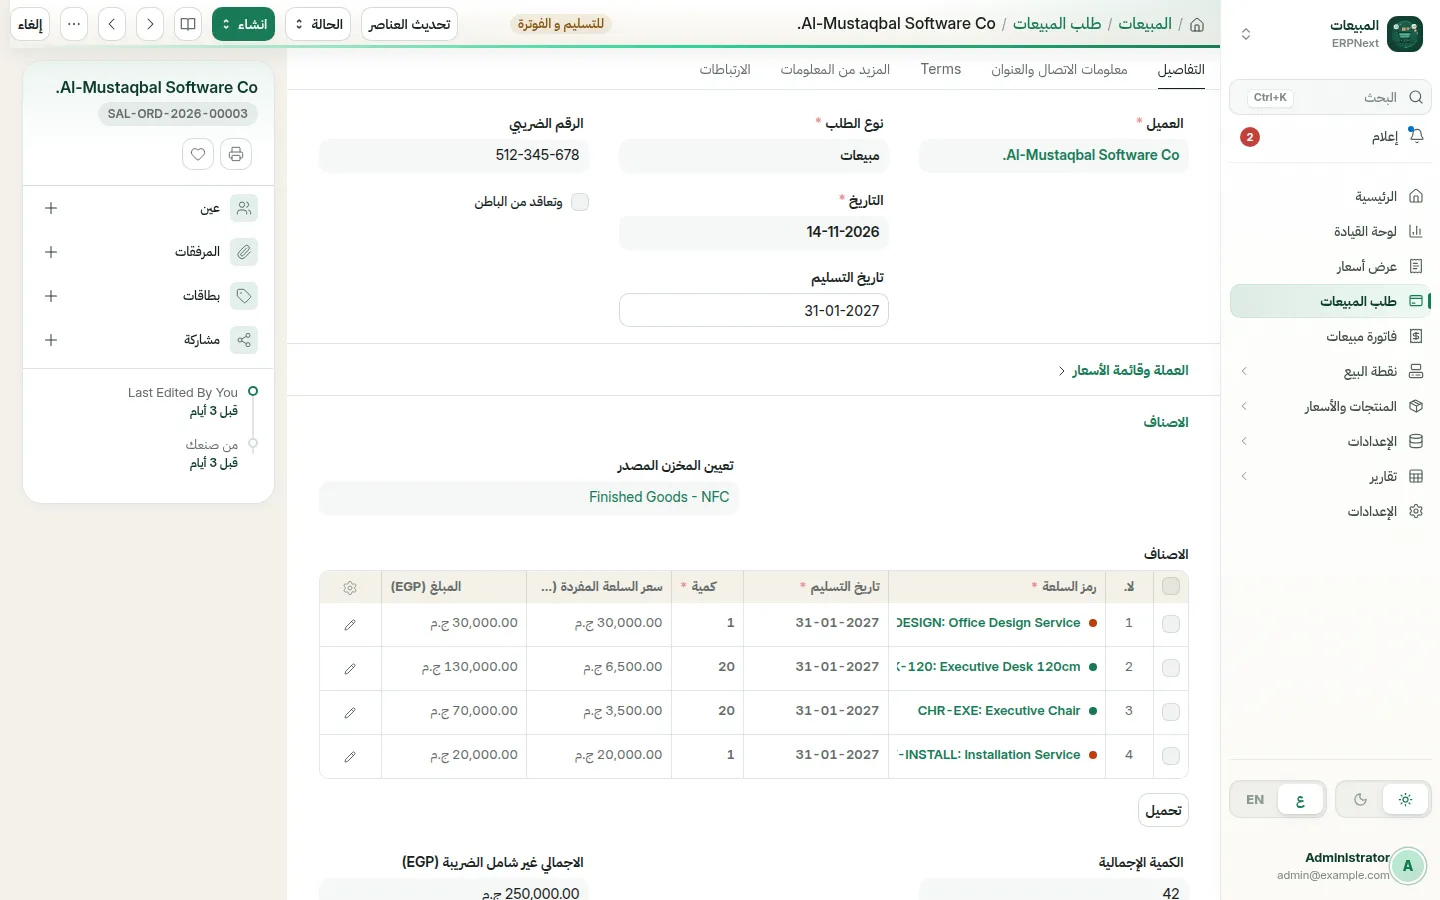 المبيعات
ERPNext
البحث
Ctrl+K
إعلام
2
الرئيسية
لوحة القيادة
عرض أسعار
طلب المبيعات
فاتورة مبيعات
نقطة البيع
المنتجات والأسعار
الإعدادات
تقارير
الإعدادات
ع
EN
Administrator
admin@example.com
A
المبيعات / طلب المبيعات / Al-Mustaqbal Software Co.
للتسليم و الفوترة
تحديث العناصر
الحالة
انشاء
إلغاء
التفاصيل
معلومات الاتصال والعنوان
Terms
المزيد من المعلومات
الارتباطات
العميل *
Al-Mustaqbal Software Co.
نوع الطلب *
مبيعات
الرقم الضريبي
512-345-678
التاريخ *
14-11-2026
وتعاقد من الباطن
تاريخ التسليم
31-01-2027
العملة وقائمة الأسعار
الاصناف
تعيين المخزن المصدر
Finished Goods - NFC
الاصناف
لا. رمز السلعة * تاريخ التسليم * كمية * سعر السلعة المفردة (... المبلغ (EGP)
1 DESIGN: Office Design Service 31-01-2027 1 30,000.00 ج.م 30,000.00 ج.م
2 -120: Executive Desk 120cm 31-01-2027 20 6,500.00 ج.م 130,000.00 ج.م
3 CHR-EXE: Executive Chair 31-01-2027 20 3,500.00 ج.م 70,000.00 ج.م
4 -INSTALL: Installation Service 31-01-2027 1 20,000.00 ج.م 20,000.00 ج.م
تحميل
الكمية الإجمالية
42
الاجمالي غير شامل الضريبة (EGP)
250,000.00 ج.م
Al-Mustaqbal Software Co.
SAL-ORD-2026-00003
عين
المرفقات
بطاقات
مشاركة
Last Edited By You
قبل 3 أيام
من صنعك
قبل 3 أيام